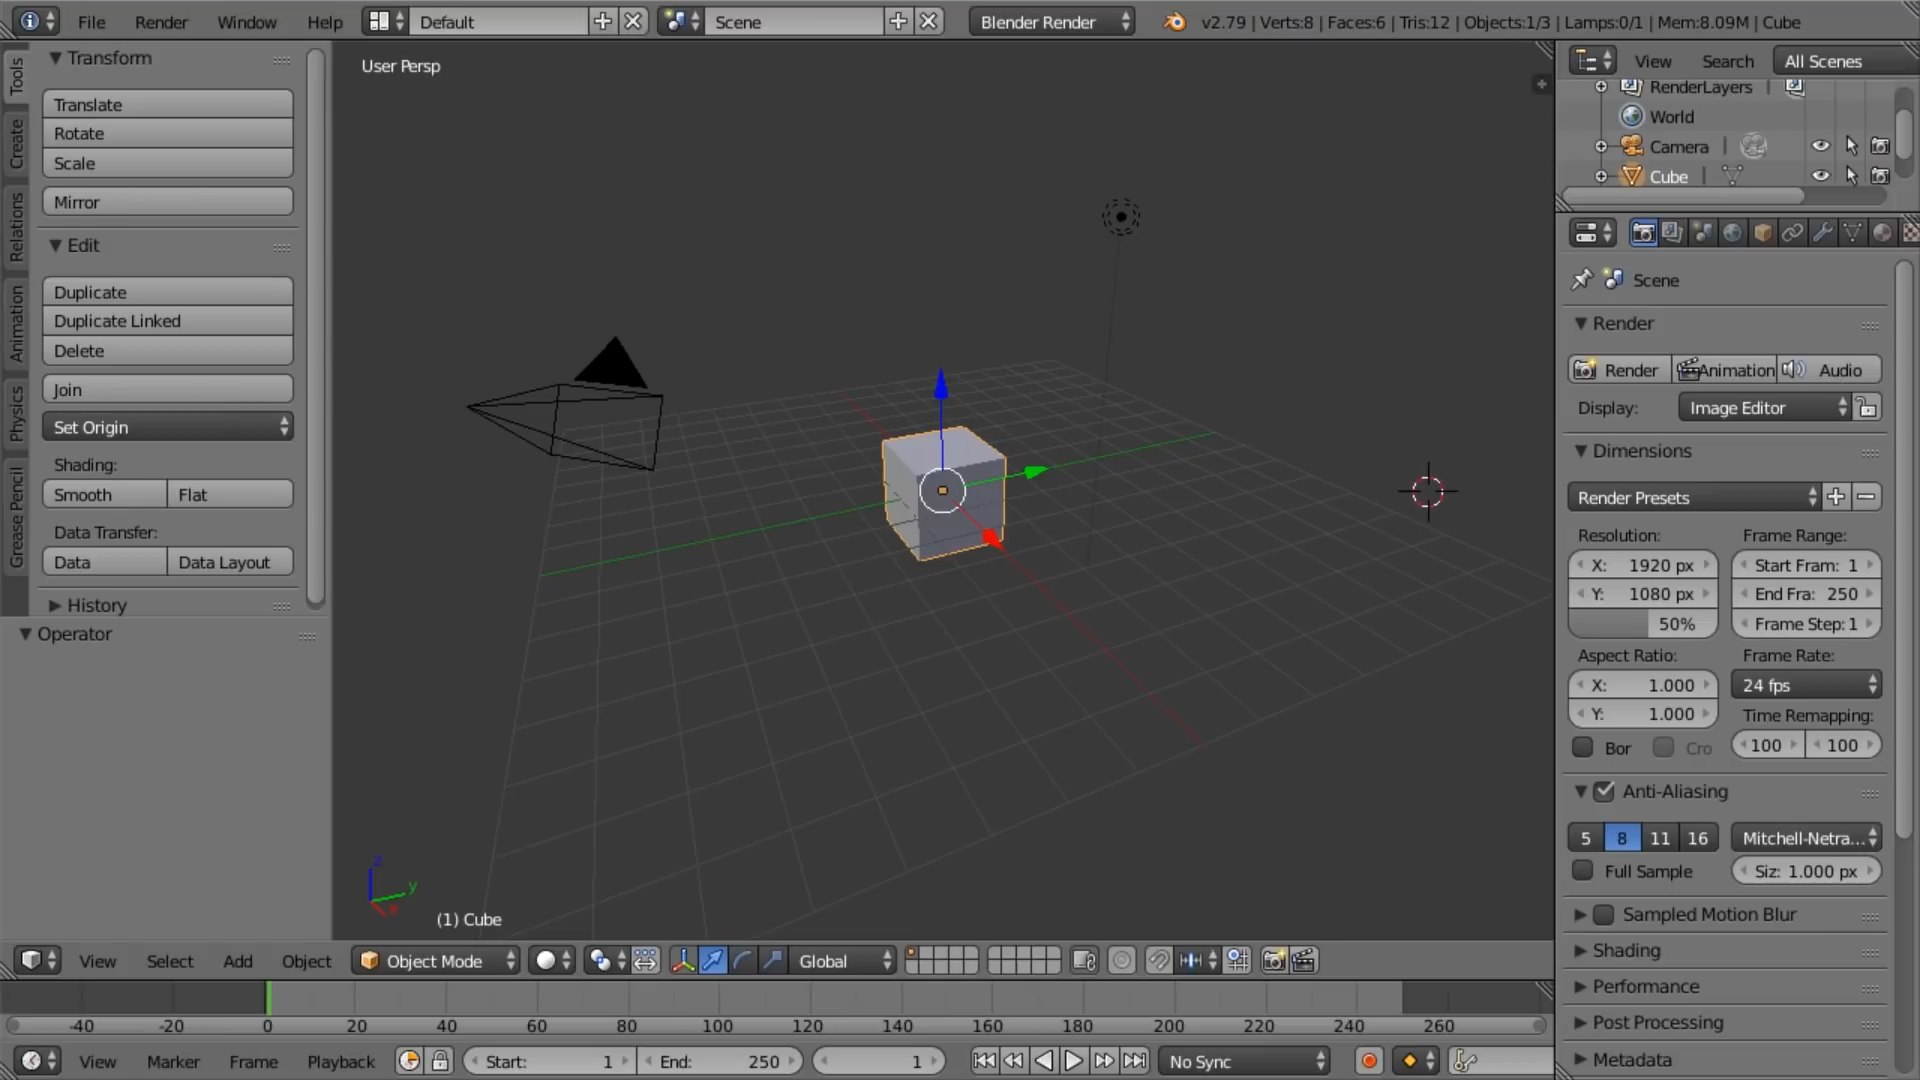 File Render Window Help Default Scene Blender Render v2.79 | Verts:8 | Faces:6 | Tris:12 | Objects:1/3 | Lamps:0/1 | Mem:8.09M | Cube
Tools
Create
Relations
Animation
Physics
Grease Pencil
Transform
Translate
Rotate
Scale
Mirror
Edit
Duplicate
Duplicate Linked
Delete
Join
Set Origin
Shading:
Smooth Flat
Data Transfer:
Data Data Layout
History
Operator
User Persp
z
y
x
(1) Cube
View Search All Scenes
RenderLayers |
World
Camera |
Cube |
Scene
Render
Render Animation Audio
Display: Image Editor
Dimensions
Render Presets
Resolution: Frame Range:
X: 1920 px Start Fram: 1
Y: 1080 px End Fra: 250
50% Frame Step: 1
Aspect Ratio: Frame Rate:
X: 1.000 24 fps
Y: 1.000 Time Remapping:
Bor Cro 100 100
Anti-Aliasing
5 8 11 16 Mitchell-Netra...
Full Sample Siz: 1.000 px
Sampled Motion Blur
Shading
Performance
Post Processing
Metadata
View Select Add Object Object Mode Global
-40 -20 0 20 40 60 80 100 120 140 160 180 200 220 240 260
View Marker Frame Playback Start: 1 End: 250 1 No Sync